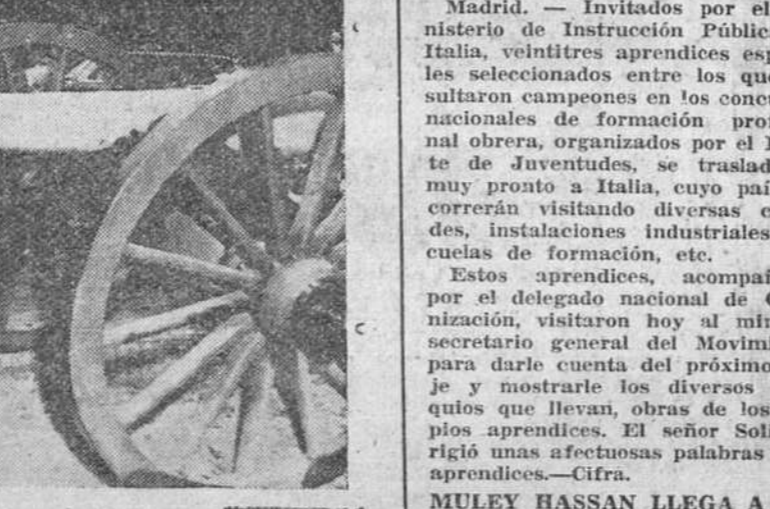 Madrid. — Invitados por el
nisterio de Instrucción Públic
Italia, veintitres aprendices esp
les seleccionados entre los que
sultaron campeones en los conc
nacionales de formación pro
nal obrera, organizados por el
te de Juventudes, se traslad
muy pronto a Italia, cuyo paí
correrán visitando diversas c
des, instalaciones industriales
cuelas de formación, etc.
Estos aprendices, acompañ
por el delegado nacional de
nización, visitaron hoy al min
secretario general del Movim
para darle cuenta del próximo
je y mostrarle los diversos
quios que llevan, obras de los
pios aprendices. El señor Sol
rigió unas afectuosas palabras
aprendices.—Cifra.
MULEY HASSAN LLEGA A